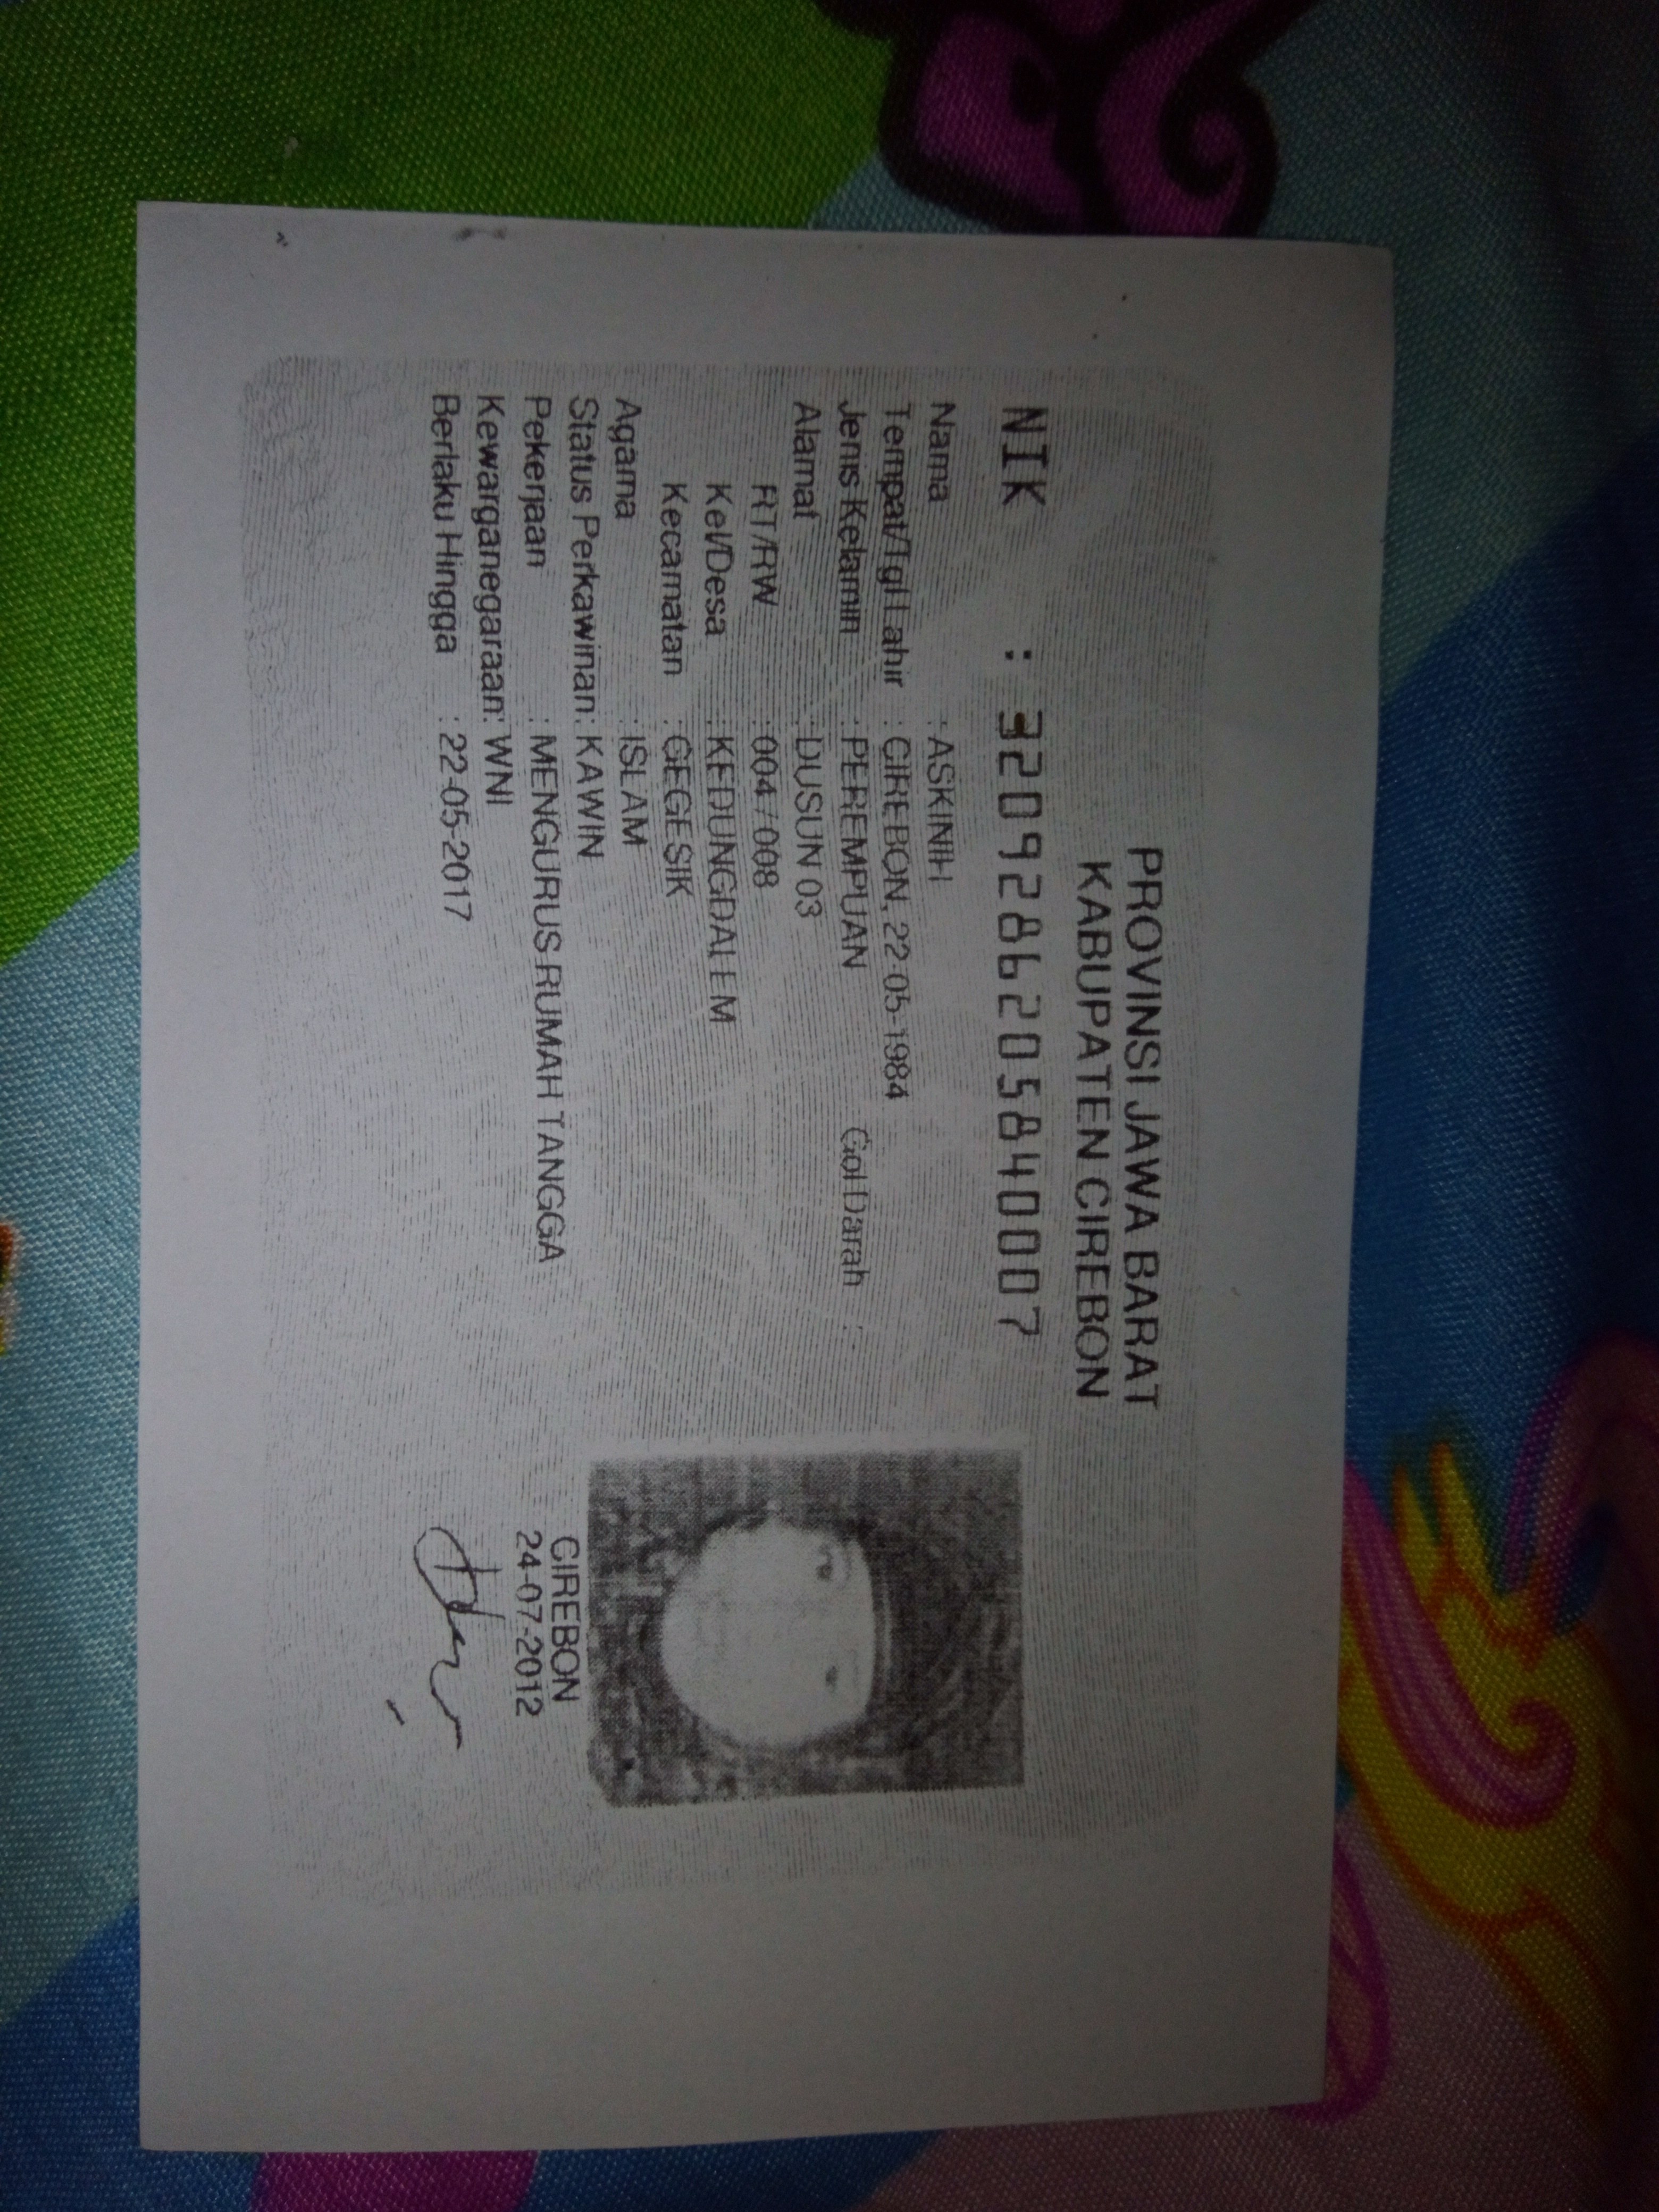 PROVINSI JAWA BARAT
KABUPATEN CIREBON
NIK : 3209286205840007
Nama : ASKINIH
Tempat/Tgl Lahir : CIREBON, 22-05-1984
Jenis Kelamin : PEREMPUAN Gol Darah :
Alamat : DUSUN 03
RT/RW : 004 / 008
Kel/Desa : KEDUNGDALEM
Kecamatan : GEGESIK
Agama : ISLAM
Status Perkawinan: KAWIN
Pekerjaan : MENGURUS RUMAH TANGGA
Kewarganegaraan: WNI
Berlaku Hingga : 22-05-2017
CIREBON
24-07-2012